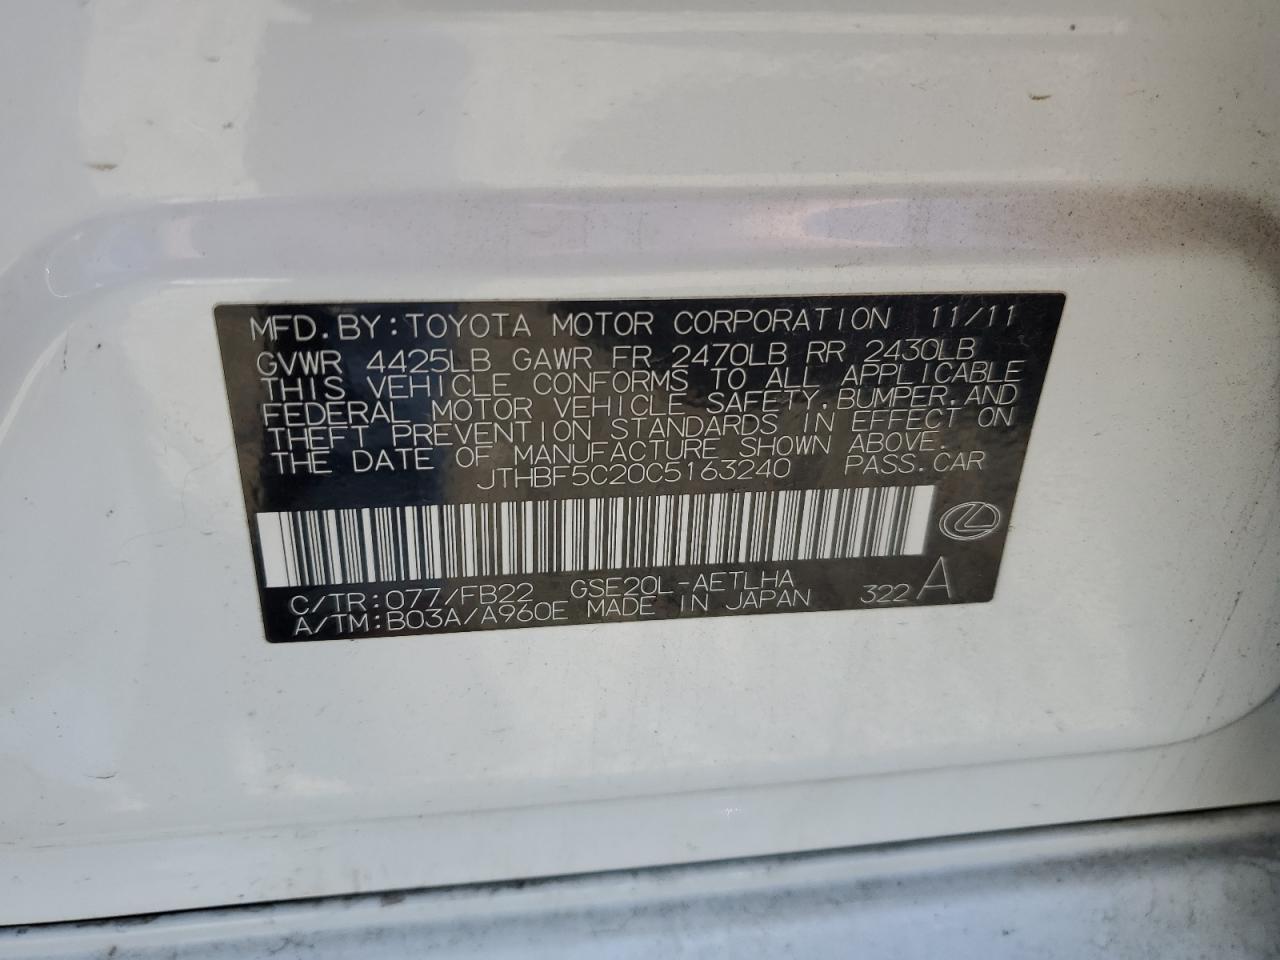 MFD.BY:TOYOTA MOTOR CORPORATION 11/11
GVWR 4425LB GAWR FR 2470LB RR 2430LB
THIS VEHICLE CONFORMS TO ALL APPLICABLE
FEDERAL MOTOR VEHICLE SAFETY,BUMPER,AND
THEFT PREVENTION STANDARDS IN EFFECT ON
THE DATE OF MANUFACTURE SHOWN ABOVE.
JTHBF5C20C5163240 PASS.CAR
C/TR:077/FB22 GSE20L-AETLHA 322 A
A/TM:B03A/A960E MADE IN JAPAN